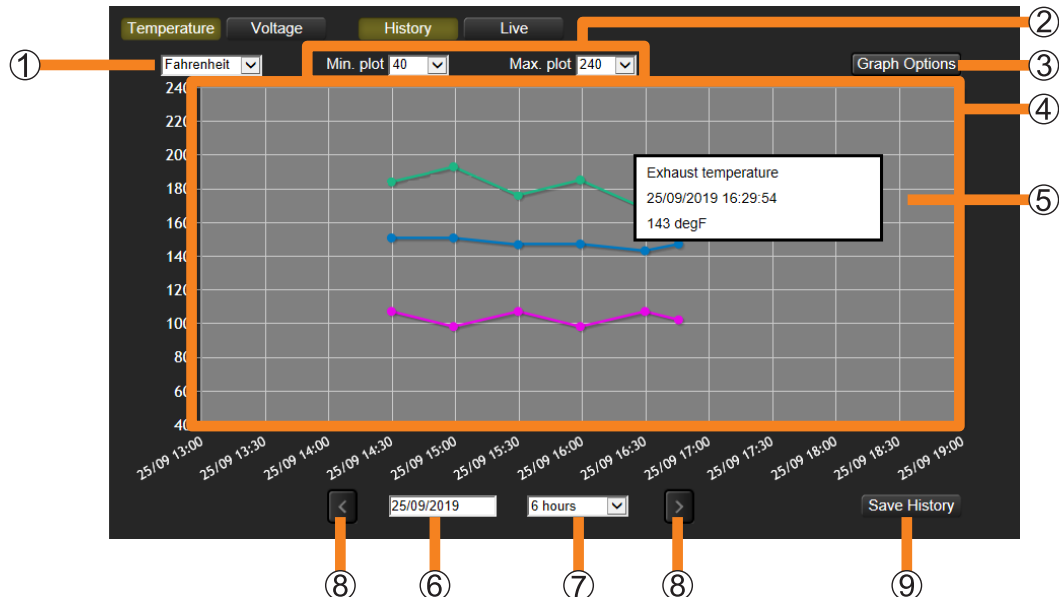 Temperature Voltage History Live
②
① Fahrenheit Min. plot 40 Max. plot 240 Graph Options ③
④
240
220
200
180
160
140
120
100
80
60
40
Exhaust temperature
25/09/2019 16:29:54
143 degF
⑤
25/09 13:00 25/09 13:30 25/09 14:00 25/09 14:30 25/09 15:00 25/09 15:30 25/09 16:00 25/09 16:30 25/09 17:00 25/09 17:30 25/09 18:00 25/09 18:30 25/09 19:00
< 25/09/2019 6 hours > Save History
⑧ ⑥ ⑦ ⑧ ⑨